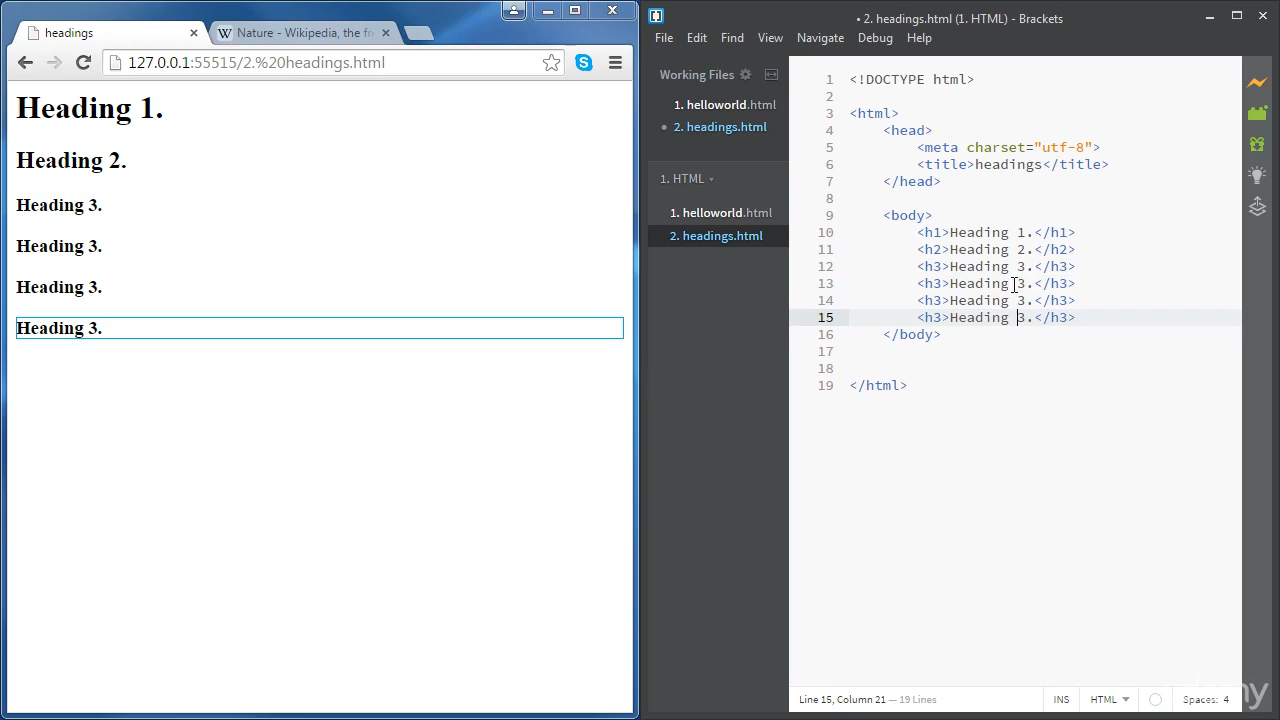 headings
Nature - Wikipedia, the fr
127.0.0.1:55515/2.%20headings.html
Heading 1.
Heading 2.
Heading 3.
Heading 3.
Heading 3.
Heading 3.
• 2. headings.html (1. HTML) - Brackets
File Edit Find View Navigate Debug Help
Working Files
1. helloworld.html
2. headings.html
1. HTML
1. helloworld.html
2. headings.html
1 <!DOCTYPE html>
2
3 <html>
4 <head>
5 <meta charset="utf-8">
6 <title>headings</title>
7 </head>
8
9 <body>
10 <h1>Heading 1.</h1>
11 <h2>Heading 2.</h2>
12 <h3>Heading 3.</h3>
13 <h3>Heading 3.</h3>
14 <h3>Heading 3.</h3>
15 <h3>Heading 3.</h3>
16 </body>
17
18
19 </html>
Line 15, Column 21 — 19 Lines
INS HTML Spaces: 4